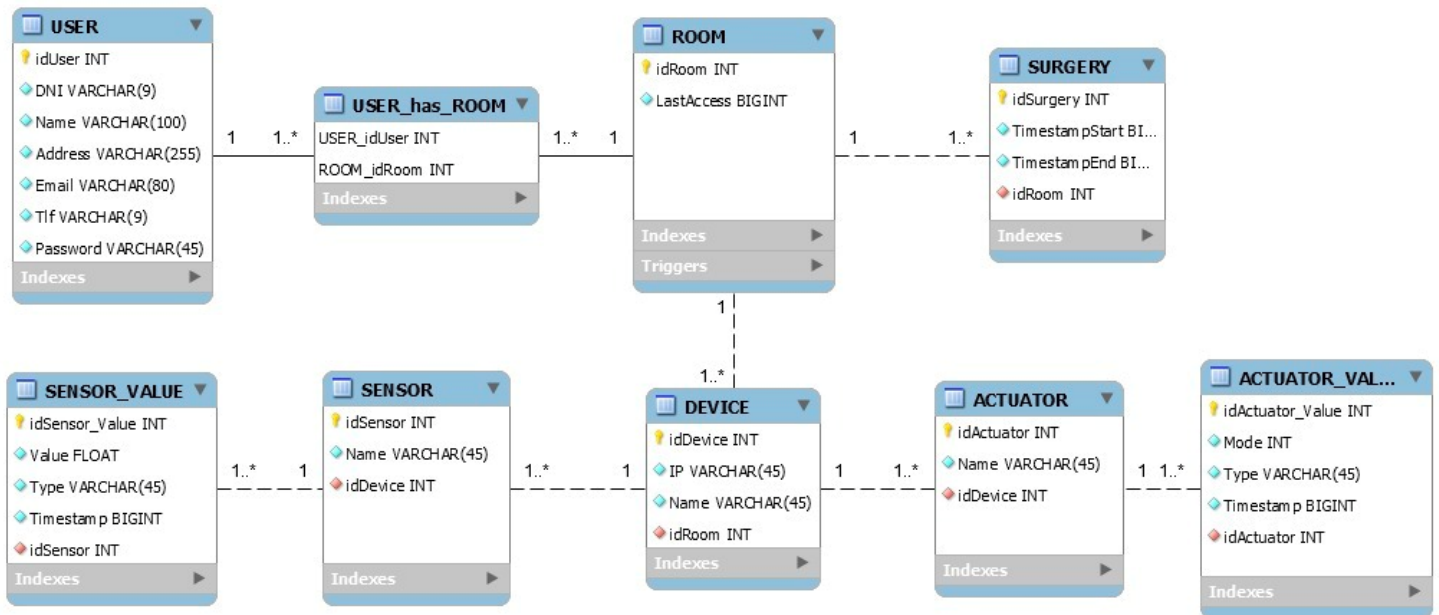 USER
idUser INT
DNI VARCHAR(9)
Name VARCHAR(100)
Address VARCHAR(255)
Email VARCHAR(80)
Tlf VARCHAR(9)
Password VARCHAR(45)
Indexes
1
1..*
USER_has_ROOM
USER_idUser INT
ROOM_idRoom INT
Indexes
1..*
1
ROOM
idRoom INT
LastAccess BIGINT
Indexes
Triggers
1
1..*
SURGERY
idSurgery INT
TimestampStart BI...
TimestampEnd BI...
idRoom INT
Indexes
1
1..*
SENSOR_VALUE
idSensor_Value INT
Value FLOAT
Type VARCHAR(45)
Timestamp BIGINT
idSensor INT
Indexes
1..*
1
SENSOR
idSensor INT
Name VARCHAR(45)
idDevice INT
Indexes
1..*
1
DEVICE
idDevice INT
IP VARCHAR(45)
Name VARCHAR(45)
idRoom INT
Indexes
1
1..*
ACTUATOR
idActuator INT
Name VARCHAR(45)
idDevice INT
Indexes
1
1..*
ACTUATOR_VAL...
idActuator_Value INT
Mode INT
Type VARCHAR(45)
Timestamp BIGINT
idActuator INT
Indexes